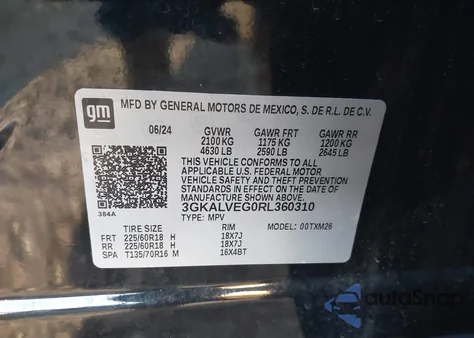 gm
MFD BY GENERAL MOTORS DE MEXICO, S. DE R.L. DE C.V.
06/24 GVWR GAWR FRT GAWR RR
2100 KG 1175 KG 1200 KG
4630 LB 2590 LB 2645 LB
THIS VEHICLE CONFORMS TO ALL
APPLICABLE U.S. FEDERAL MOTOR
VEHICLE SAFETY AND THEFT
PREVENTION STANDARDS IN
EFFECT ON THE DATE OF
MANUFACTURE SHOWN ABOVE.
384A
3GKALVEG0RL360310
TYPE: MPV MODEL: 00TXM26
TIRE SIZE RIM
FRT 225/60R18 H 18X7J
RR 225/60R18 H 18X7J
SPA T135/70R16 M 16X4BT
autoSnap